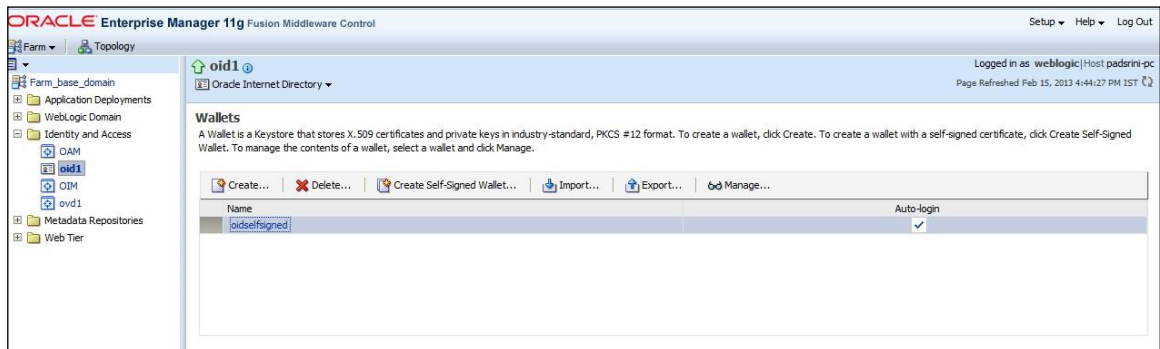 ORACLE Enterprise Manager 11g Fusion Middleware Control
Setup Help Log Out
Farm Topology
Farm_base_domain
Application Deployments
WebLogic Domain
Identity and Access
OAM
oid1
OIM
ovd1
Metadata Repositories
Web Tier
oid1
Logged in as weblogic|Host padsrini-pc
Oracle Internet Directory
Page Refreshed Feb 15, 2013 4:44:27 PM IST
Wallets
A Wallet is a Keystore that stores X.509 certificates and private keys in industry-standard, PKCS #12 format. To create a wallet, click Create. To create a wallet with a self-signed certificate, click Create Self-Signed
Wallet. To manage the contents of a wallet, select a wallet and click Manage.
Create... Delete... Create Self-Signed Wallet... Import... Export... Manage...
Name Auto-login
oidselfsigned